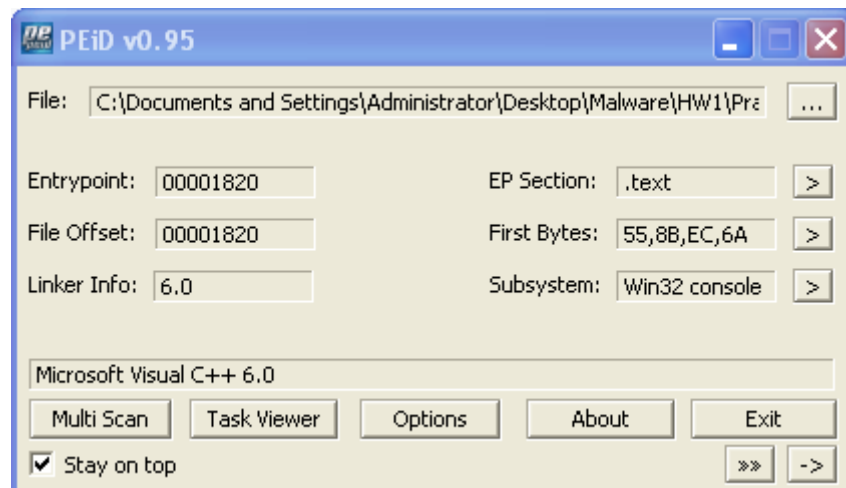 PEiD v0.95
File: C:\Documents and Settings\Administrator\Desktop\Malware\HW1\Pra ...
Entrypoint: 00001820 EP Section: .text >
File Offset: 00001820 First Bytes: 55,8B,EC,6A >
Linker Info: 6.0 Subsystem: Win32 console >
Microsoft Visual C++ 6.0
Multi Scan Task Viewer Options About Exit
Stay on top »» ->